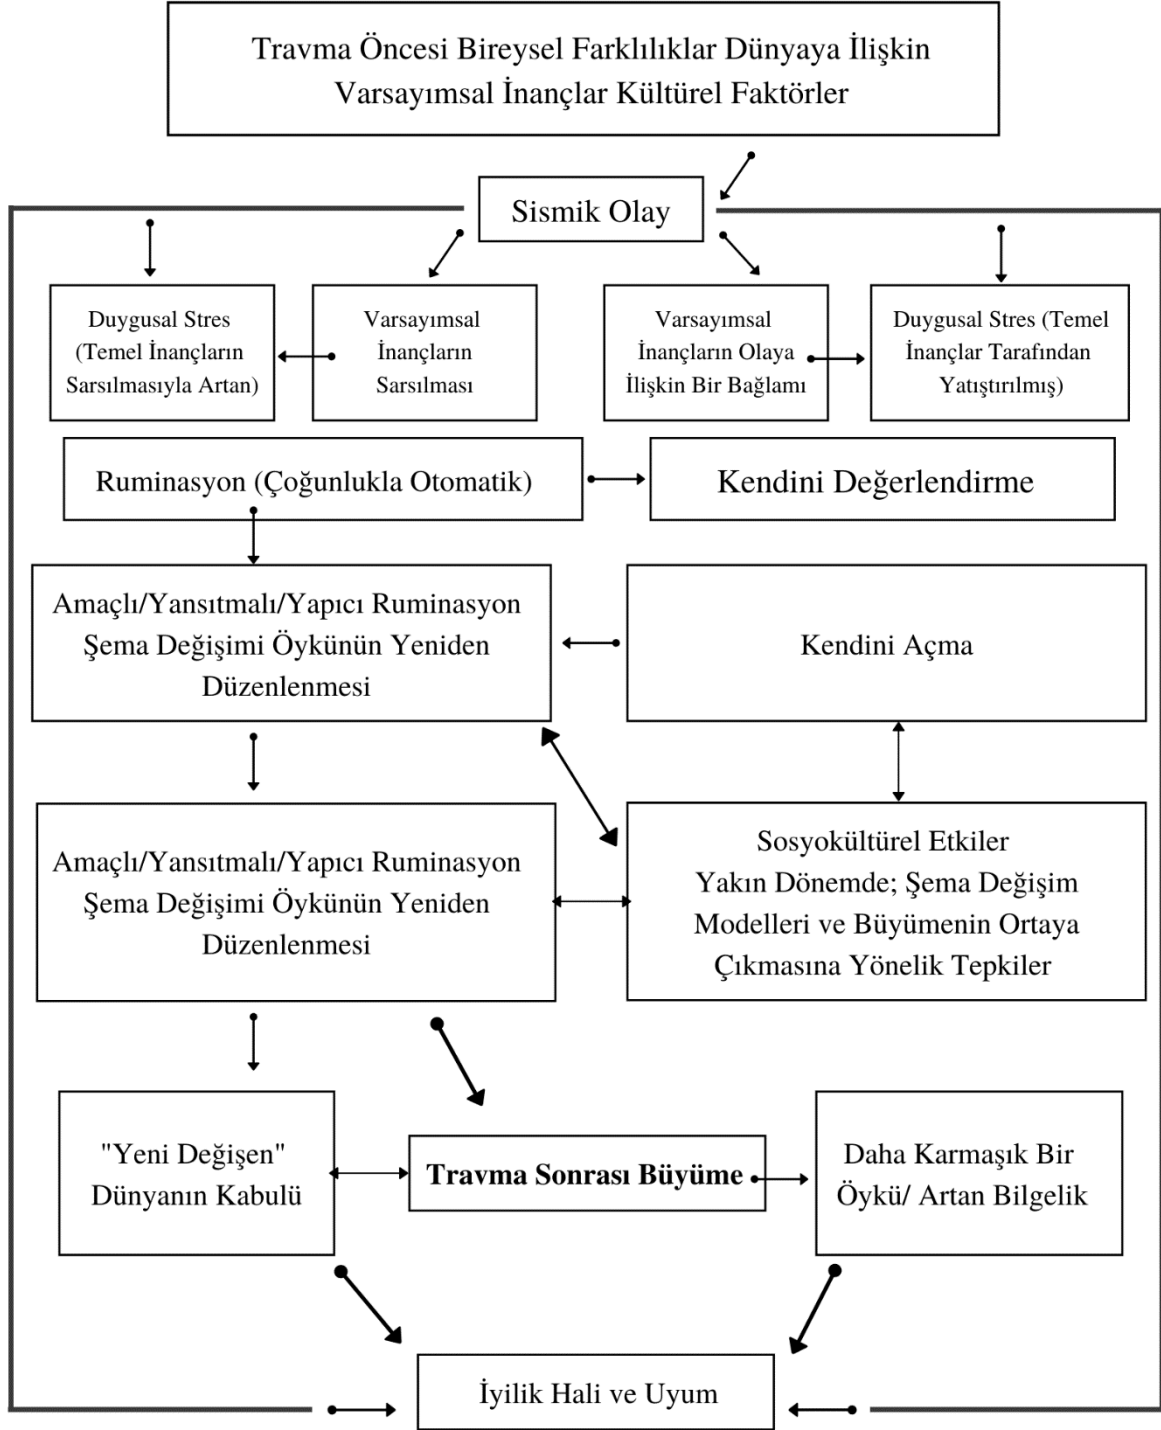 Travma Öncesi Bireysel Farklılıklar Dünyaya İlişkin
Varsayımsal İnançlar Kültürel Faktörler
Sismik Olay
Duygusal Stres
(Temel İnançların
Sarsılmasıyla Artan)
Varsayımsal
İnançların
Sarsılması
Varsayımsal
İnançların Olaya
İlişkin Bir Bağlamı
Duygusal Stres (Temel
İnançlar Tarafından
Yatıştırılmış)
Ruminasyon (Çoğunlukla Otomatik)
Kendini Değerlendirme
Amaçlı/Yansıtmalı/Yapıcı Ruminasyon
Şema Değişimi Öykünün Yeniden
Düzenlenmesi
Kendini Açma
Amaçlı/Yansıtmalı/Yapıcı Ruminasyon
Şema Değişimi Öykünün Yeniden
Düzenlenmesi
Sosyokültürel Etkiler
Yakın Dönemde; Şema Değişim
Modelleri ve Büyümenin Ortaya
Çıkmasına Yönelik Tepkiler
"Yeni Değişen"
Dünyanın Kabulü
Travma Sonrası Büyüme
Daha Karmaşık Bir
Öykü/ Artan Bilgelik
İyilik Hali ve Uyum